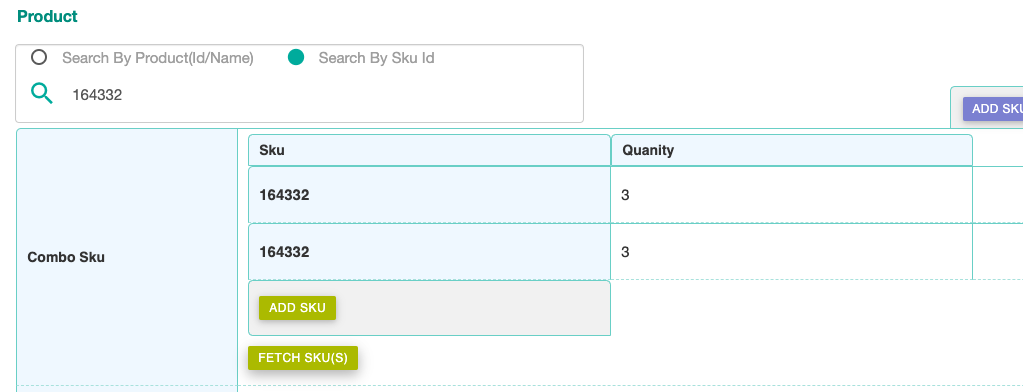 Product
Search By Product(Id/Name) Search By Sku Id
164332
ADD SKU
Sku Quanity
164332 3
164332 3
Combo Sku
ADD SKU
FETCH SKU(S)